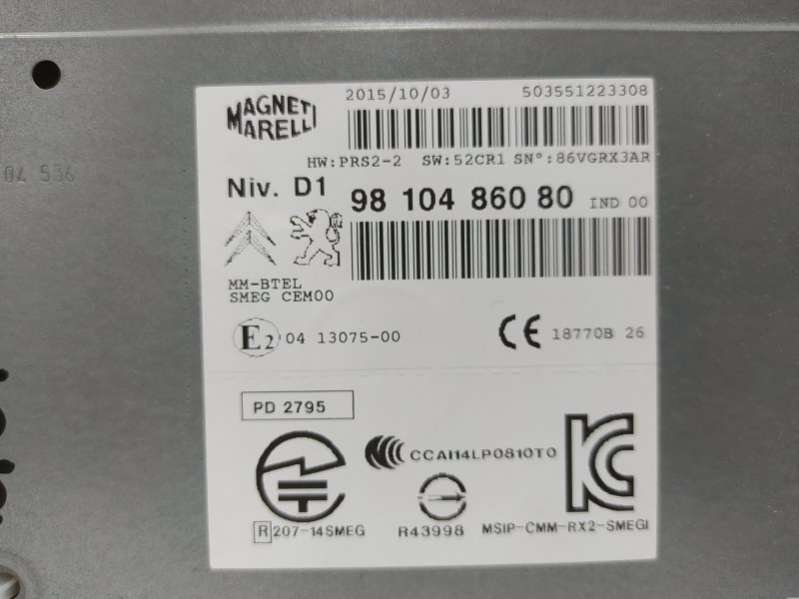 MAGNETI
MARELLI
2015/10/03 503551223308
HW:PRS2-2 SW:52CR1 SN°:86VGRX3AR
04 536
Niv. D1
98 104 860 80 IND 00
MM-BTEL
SMEG CEM00
E2 04 13075-00
CE 18770B 26
PD 2795
CCAI14LP0810T0
R 207-14SMEG
R43998
MSIP-CMM-RX2-SMEGI